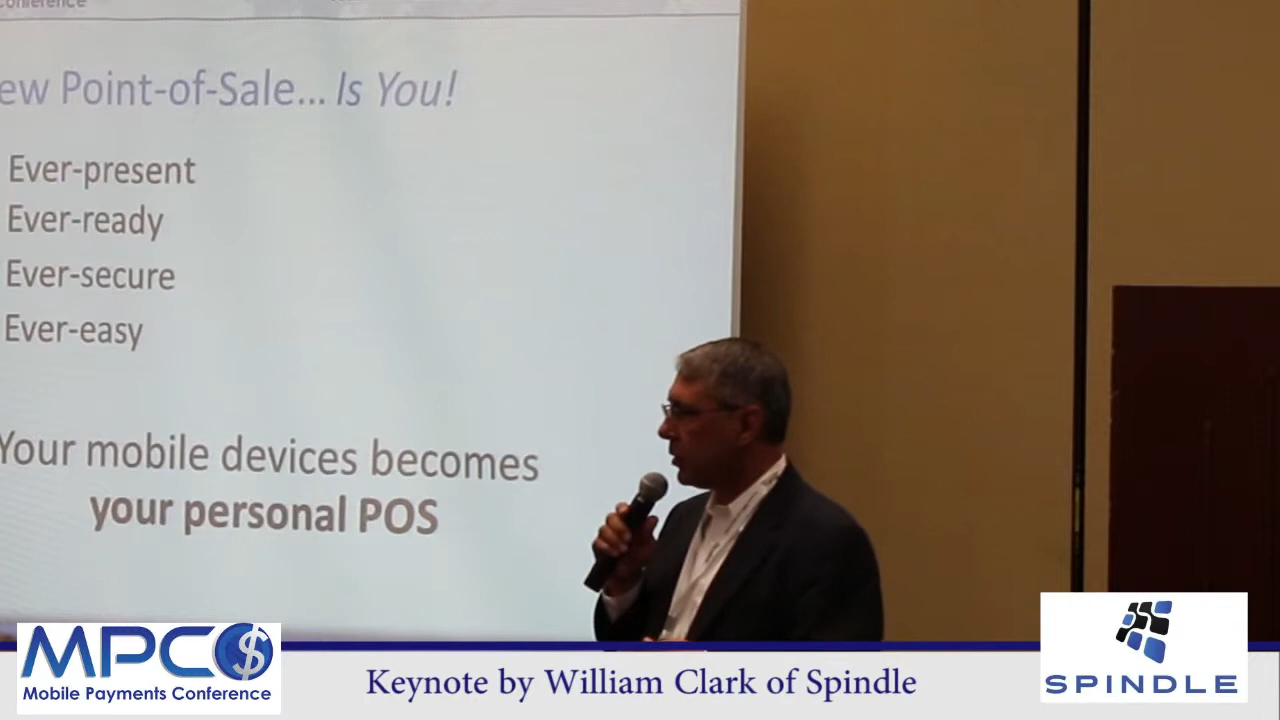 Conference
ew Point-of-Sale... Is You!
Ever-present
Ever-ready
Ever-secure
Ever-easy
Your mobile devices becomes
your personal POS
MPC $
Mobile Payments Conference
Keynote by William Clark of Spindle
SPINDLE